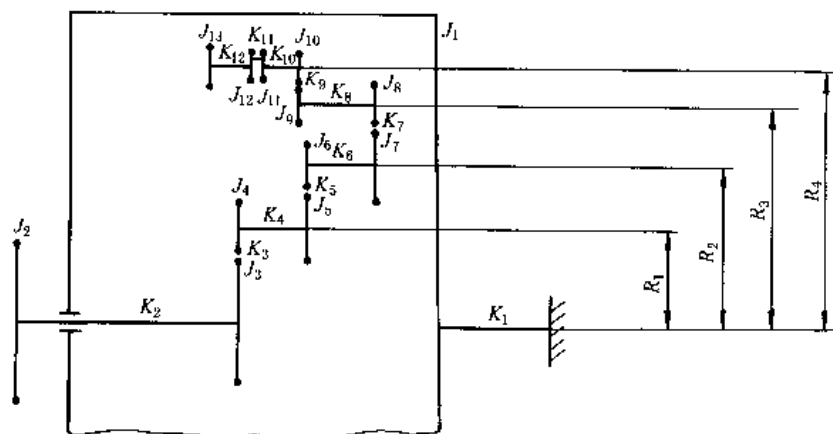 J₁₃ K₁₂ K₁₁ K₁₀ J₁₀ J₁
J₁₂ J₁₁ K₉ K₈ J₈
J₉ K₇
J₆ K₆ J₇
K₅
J₄ K₄ J₅
J₂ K₃
J₃
K₂ K₁
R₁ R₂ R₃ R₄